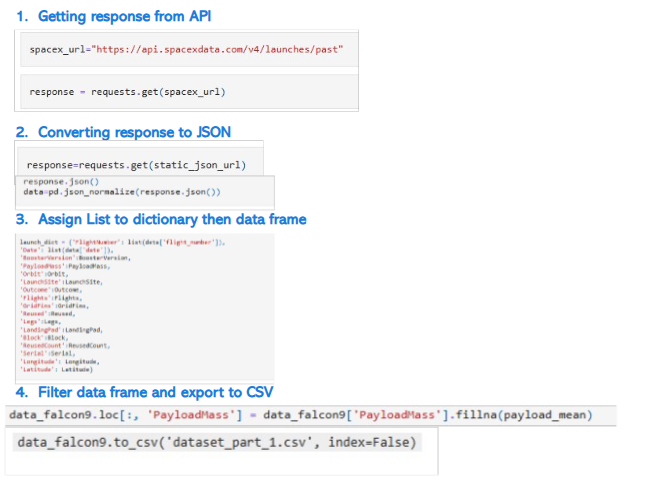 1. Getting response from API
spacex_url="https://api.spacexdata.com/v4/launches/past"
response = requests.get(spacex_url)
2. Converting response to JSON
response=requests.get(static_json_url)
response.json()
data=pd.json_normalize(response.json())
3. Assign List to dictionary then data frame
launch_dict = {'FlightNumber': list(data['flight_number']),
'Date': list(data['date']),
'BoosterVersion':BoosterVersion,
'PayloadMass':PayloadMass,
'Orbit':Orbit,
'LaunchSite':LaunchSite,
'Outcome':Outcome,
'Flights':Flights,
'GridFins':GridFins,
'Reused':Reused,
'Legs':Legs,
'LandingPad':LandingPad,
'Block':Block,
'ReusedCount':ReusedCount,
'Serial':Serial,
'Longitude': Longitude,
'Latitude': Latitude}
4. Filter data frame and export to CSV
data_falcon9.loc[:, 'PayloadMass'] = data_falcon9['PayloadMass'].fillna(payload_mean)
data_falcon9.to_csv('dataset_part_1.csv', index=False)